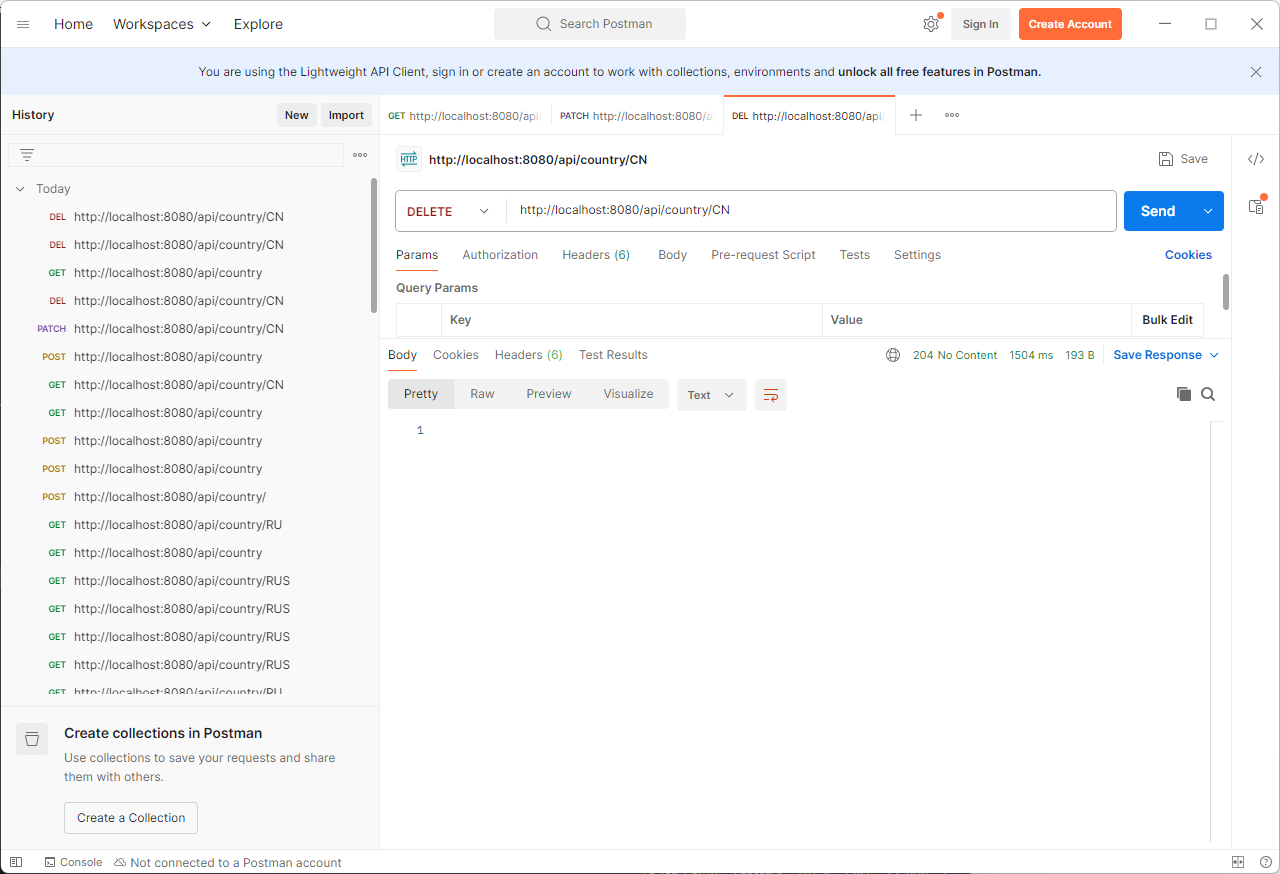 Home Workspaces Explore Search Postman Sign In Create Account
You are using the Lightweight API Client, sign in or create an account to work with collections, environments and unlock all free features in Postman.
History New Import
Today
DEL http://localhost:8080/api/country/CN
DEL http://localhost:8080/api/country/CN
GET http://localhost:8080/api/country
DEL http://localhost:8080/api/country/CN
PATCH http://localhost:8080/api/country/CN
POST http://localhost:8080/api/country
GET http://localhost:8080/api/country/CN
GET http://localhost:8080/api/country
POST http://localhost:8080/api/country
POST http://localhost:8080/api/country
POST http://localhost:8080/api/country/
GET http://localhost:8080/api/country/RU
GET http://localhost:8080/api/country
GET http://localhost:8080/api/country/RUS
GET http://localhost:8080/api/country/RUS
GET http://localhost:8080/api/country/RUS
GET http://localhost:8080/api/country/RUS
GET http://localhost:8080/api/country/RU
Create collections in Postman
Use collections to save your requests and share
them with others.
Create a Collection
GET http://localhost:8080/api/ PATCH http://localhost:8080/a DEL http://localhost:8080/api/
HTTP http://localhost:8080/api/country/CN Save </>
DELETE http://localhost:8080/api/country/CN Send
Params Authorization Headers (6) Body Pre-request Script Tests Settings Cookies
Query Params
Key Value Bulk Edit
Body Cookies Headers (6) Test Results 204 No Content 1504 ms 193 B Save Response
Pretty Raw Preview Visualize Text
1
Console Not connected to a Postman account